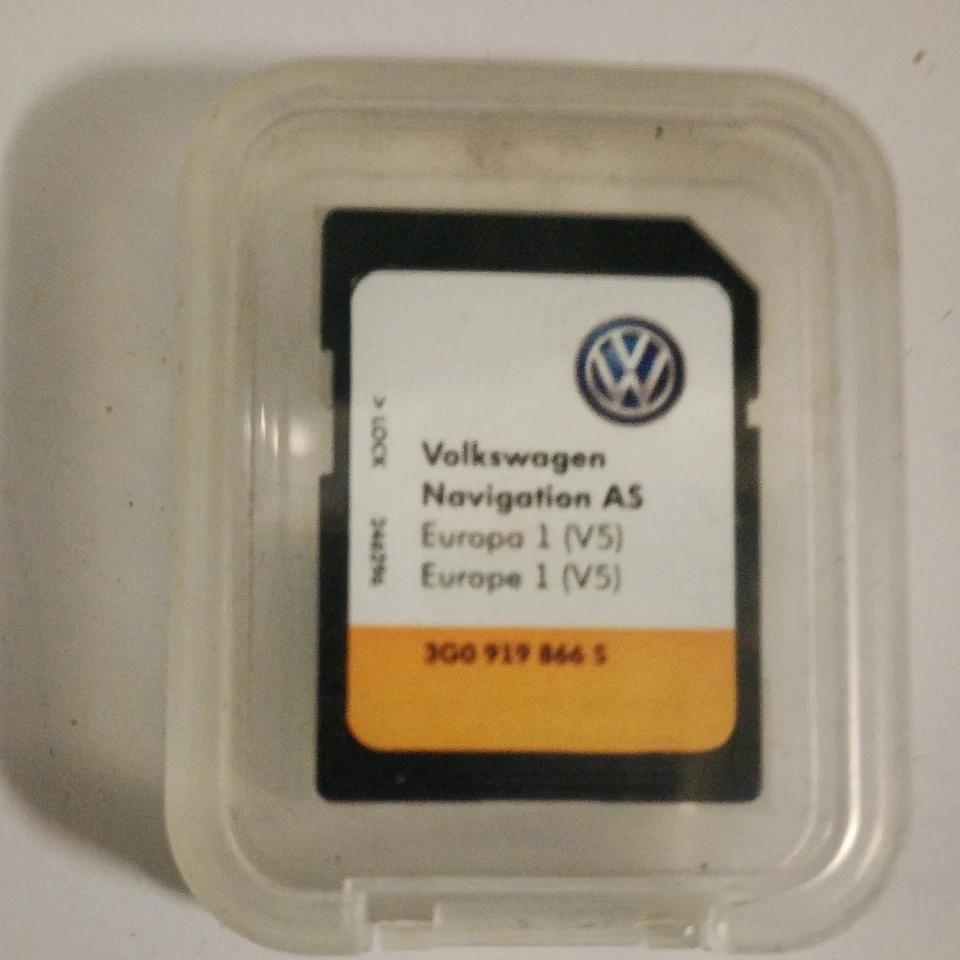 Volkswagen
Navigation AS
Europa 1 (V5)
Europe 1 (V5)
3G0 919 866 S
> LOCK